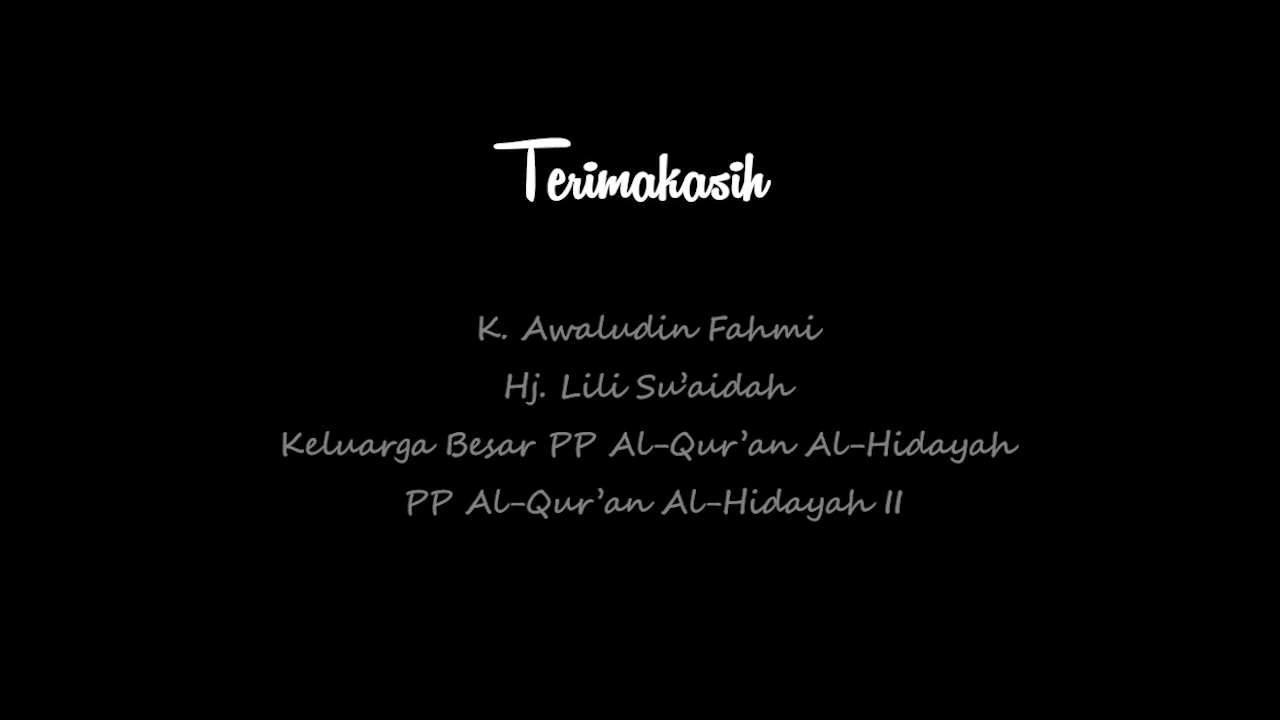 Terimakasih
K. Awaludin Fahmi
Hj. Lili Su’aidah
Keluarga Besar PP Al-Qur’an Al-Hidayah
PP Al-Qur’an Al-Hidayah II